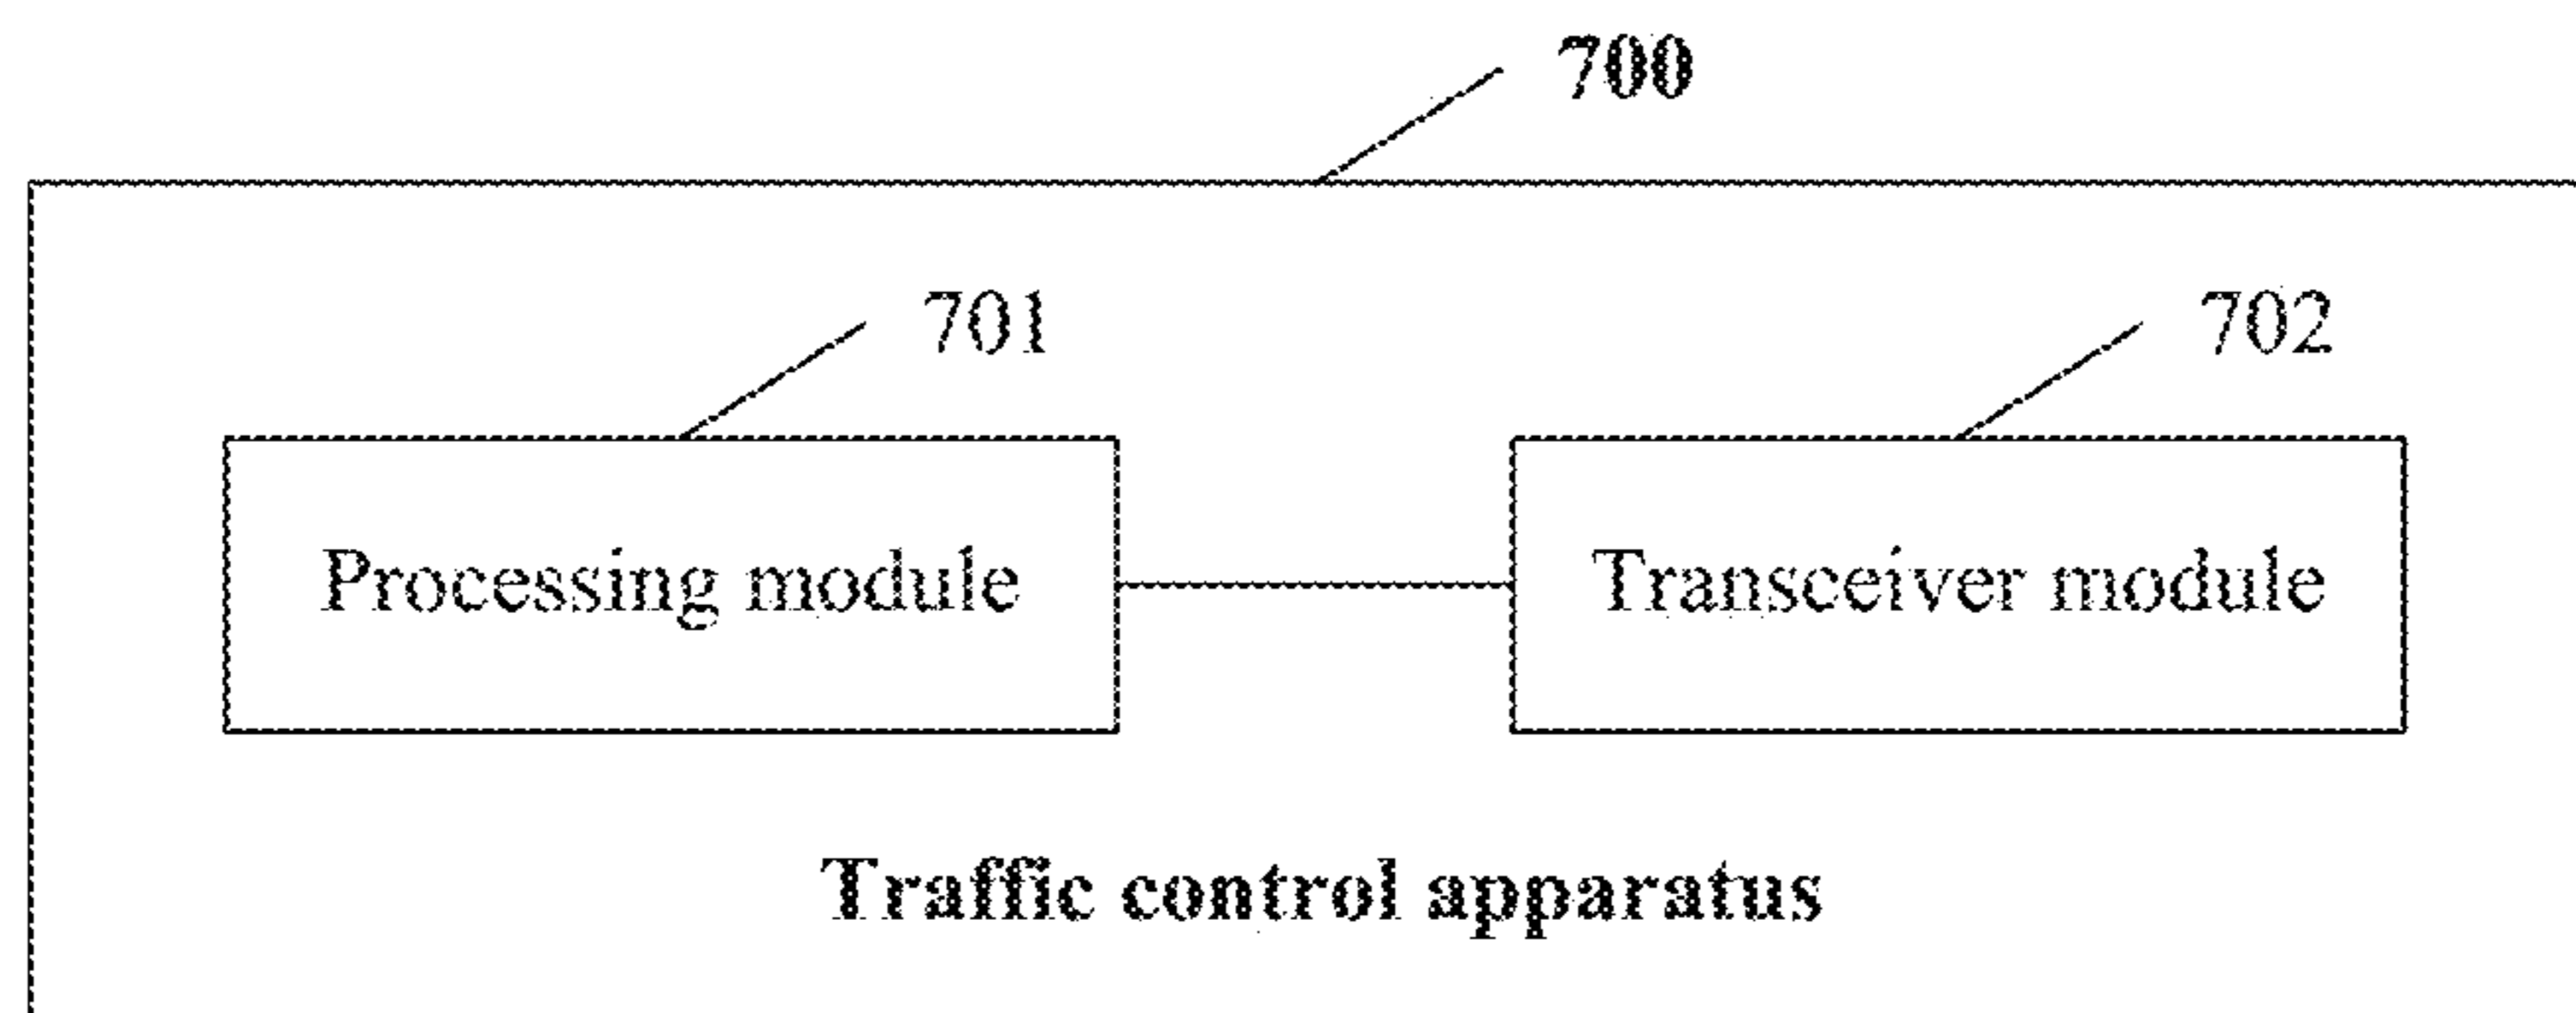 700
701
702
Processing module
Transceiver module
Traffic control apparatus